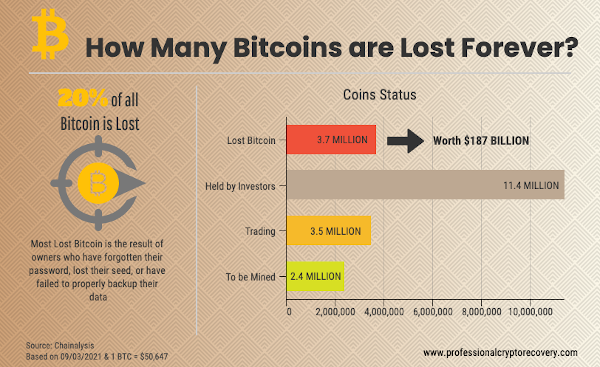 How Many Bitcoins are Lost Forever?
20% of all
Bitcoin is Lost
Most Lost Bitcoin is the result of
owners who have forgotten their
password, lost their seed, or have
failed to properly backup their
data
Coins Status
Lost Bitcoin
3.7 MILLION
Worth $187 BILLION
Held by Investors
11.4 MILLION
Trading
3.5 MILLION
To be Mined
2.4 MILLION
0 2,000,000 4,000,000 6,000,000 8,000,000 10,000,000
Source: Chainolysis
Based on 09/03/2021 & 1 BTC = $50,647
www.professionalcryptorecovery.com